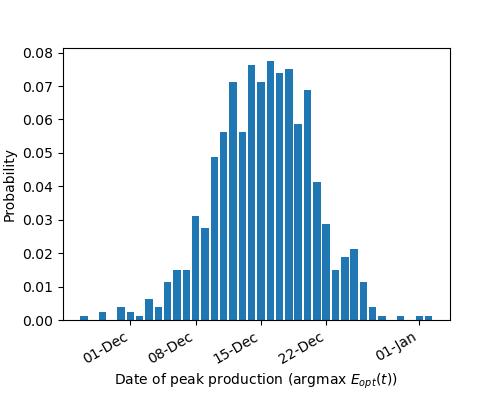 0.08
0.07
0.06
0.05
0.04
0.03
0.02
0.01
0.00
Probability
01-Dec
08-Dec
15-Dec
22-Dec
01-Jan
Date of peak production (argmax E_opt(t))